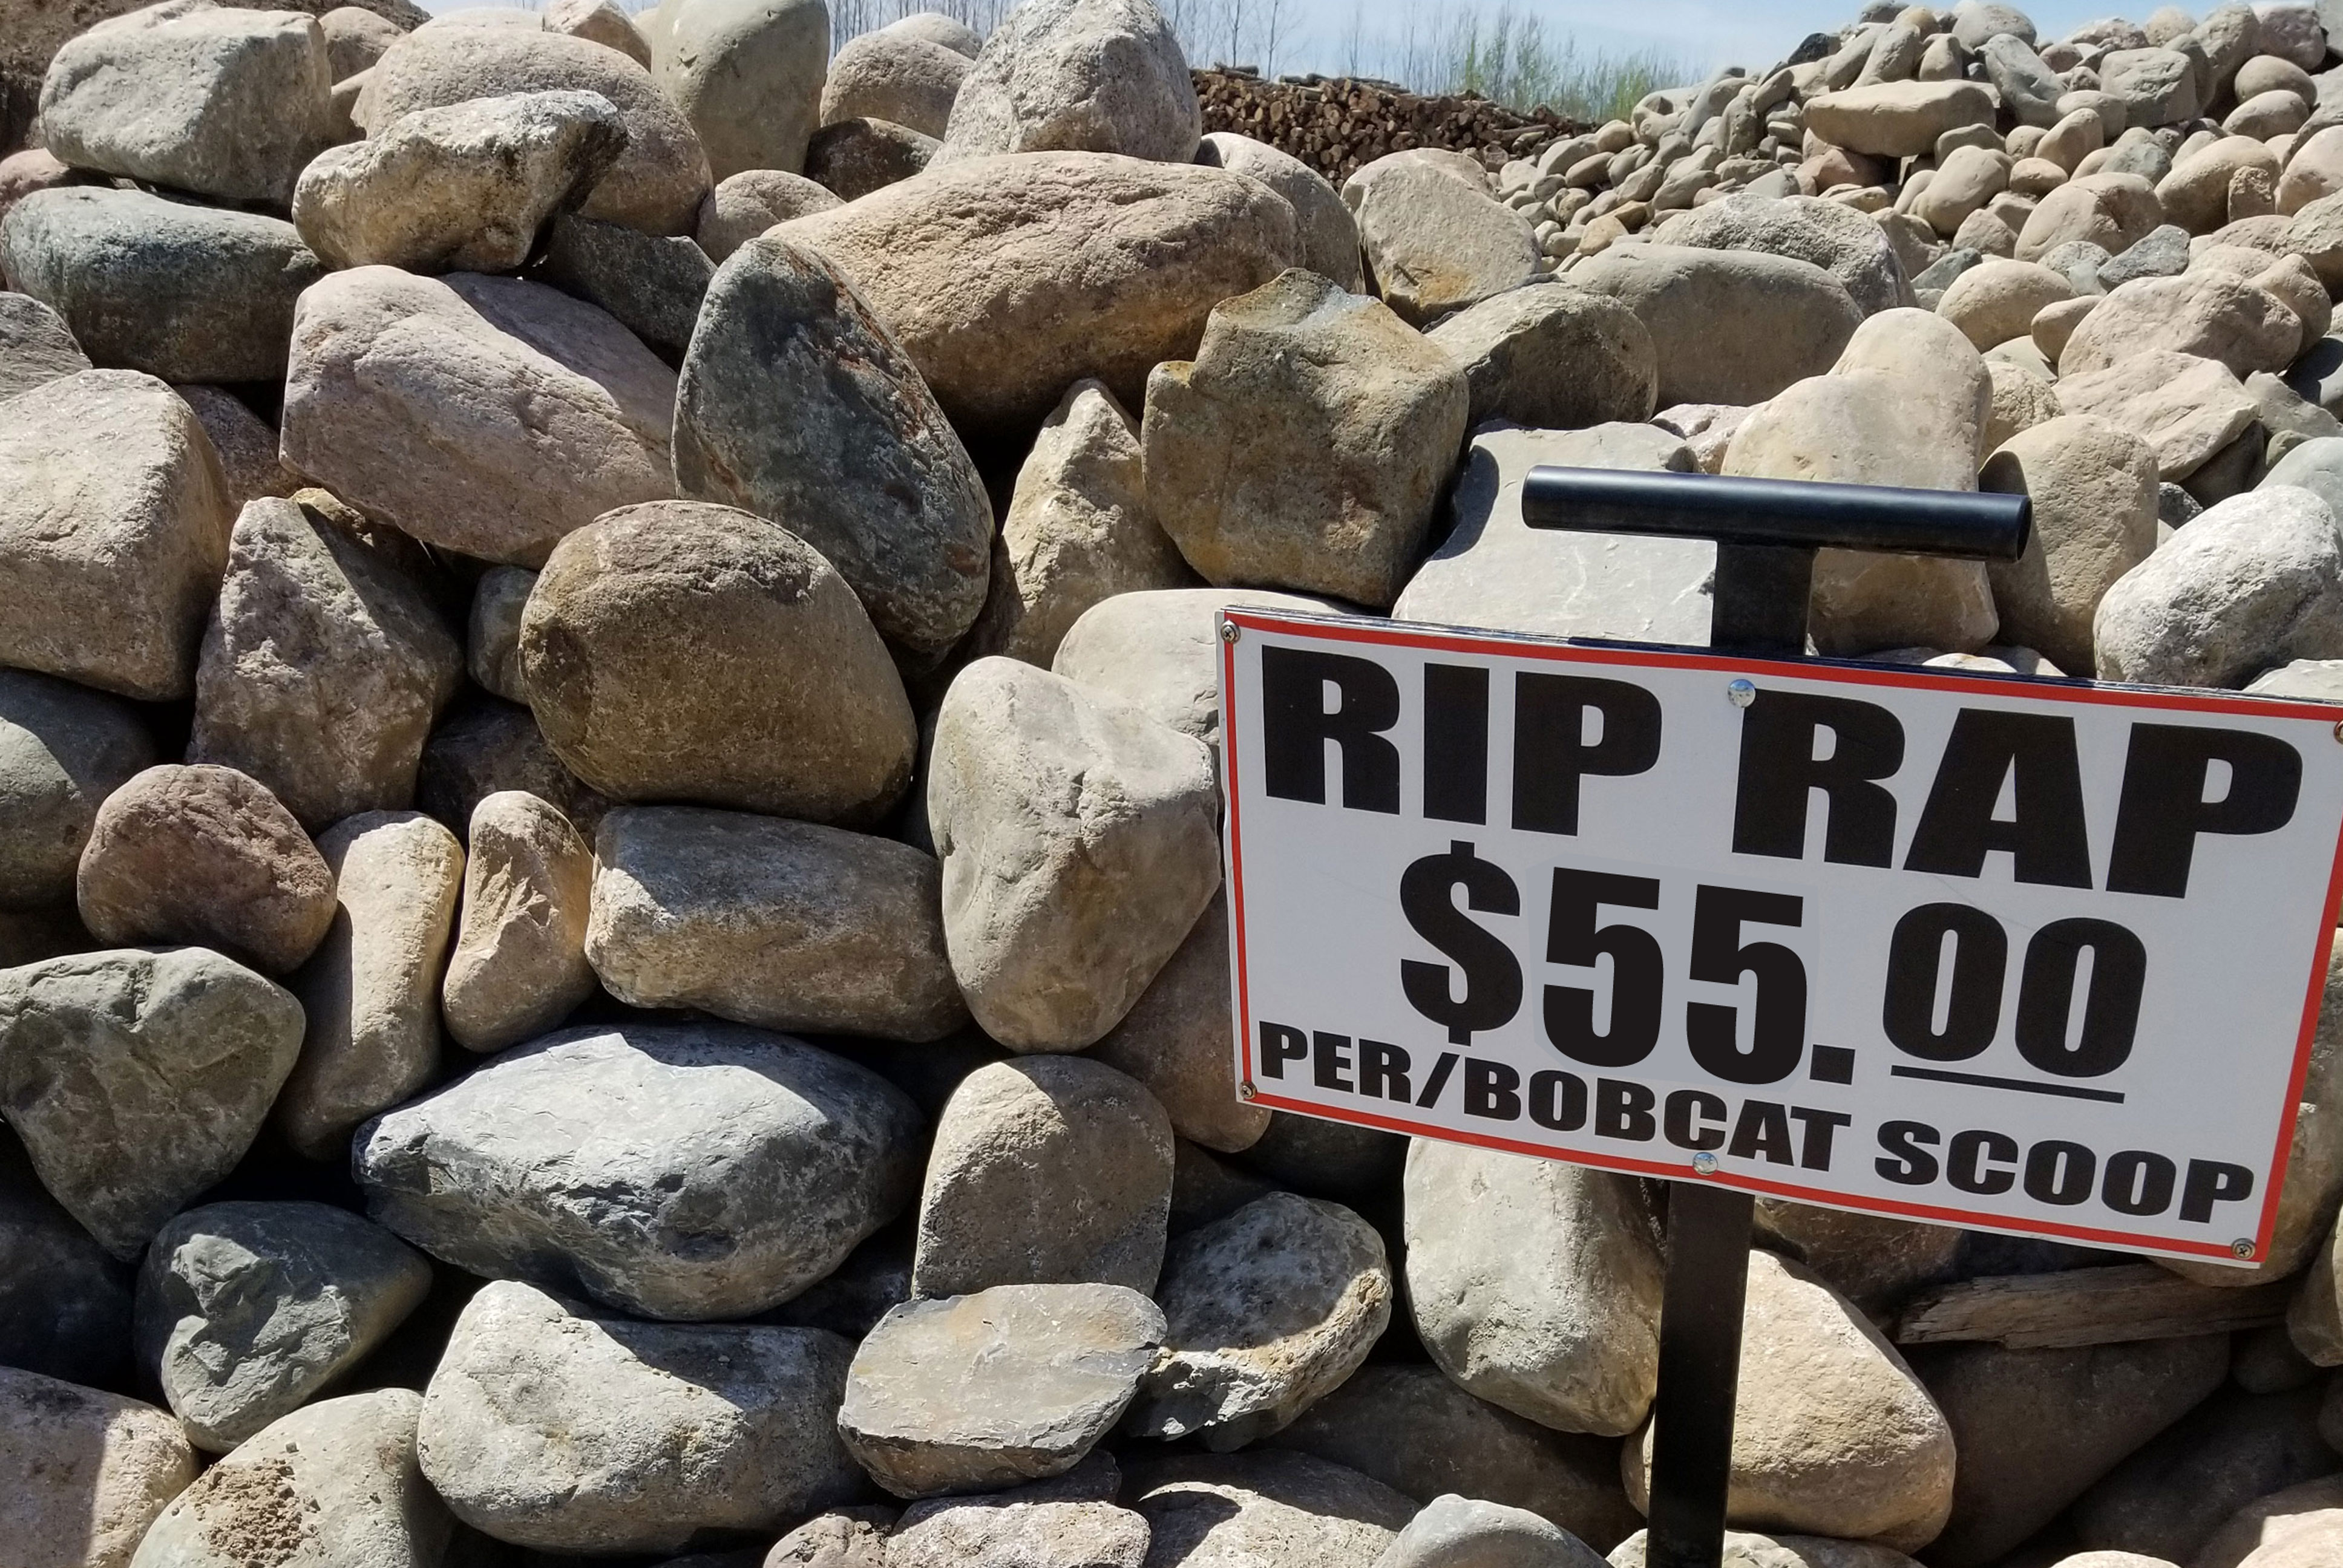 RIP RAP
$55.00
PER/BOBCAT SCOOP